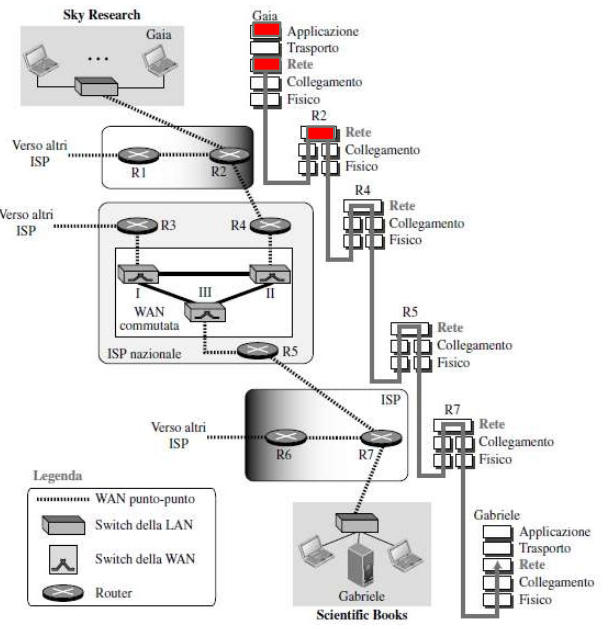 Sky Research
Gaia
...
Gaia
Applicazione
Trasporto
Rete
Collegamento
Fisico
Verso altri
ISP
R1
R2
R2
Rete
Collegamento
Fisico
Verso altri
ISP
R3
R4
I
III
II
WAN
commutata
ISP nazionale
R5
R4
Rete
Collegamento
Fisico
R5
Rete
Collegamento
Fisico
ISP
Verso altri
ISP
R6
R7
R7
Rete
Collegamento
Fisico
Legenda
WAN punto-punto
Switch della LAN
Switch della WAN
Router
Gabriele
Scientific Books
Gabriele
Applicazione
Trasporto
Rete
Collegamento
Fisico